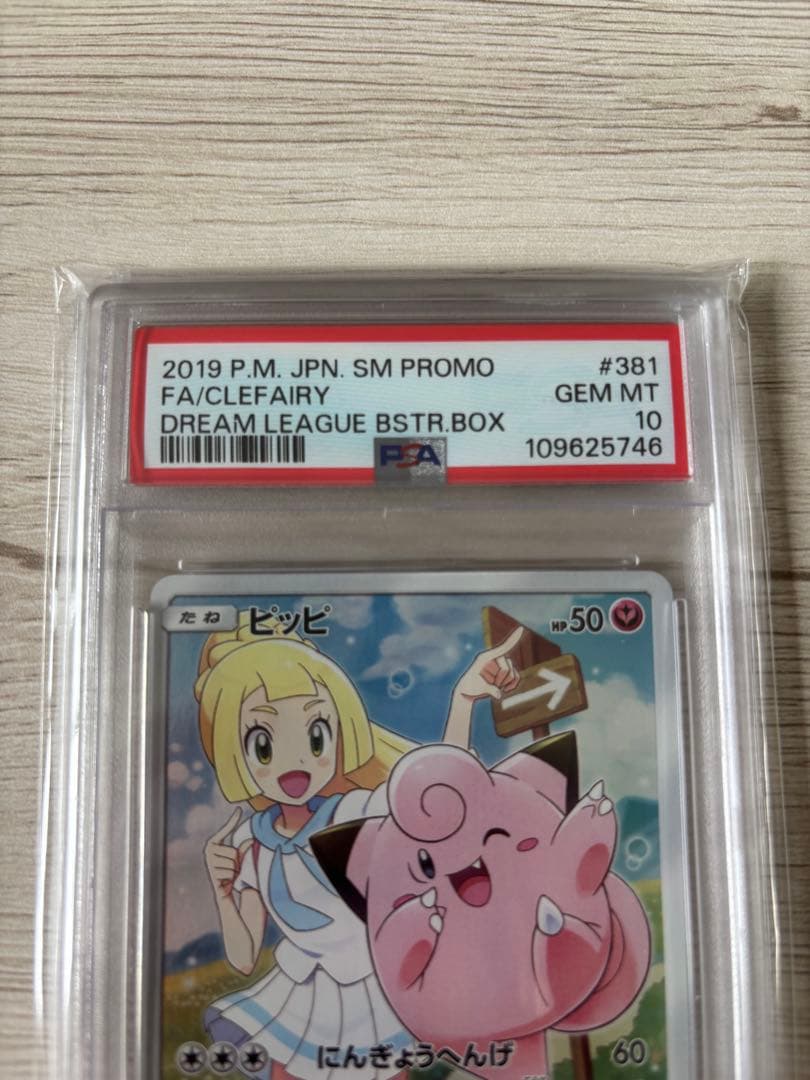 2019 P.M. JPN. SM PROMO #381
FA/CLEFAIRY GEM MT
DREAM LEAGUE BSTR.BOX 10
PSA 109625746
たね ピッピ HP50
にんぎょうへんげ 60